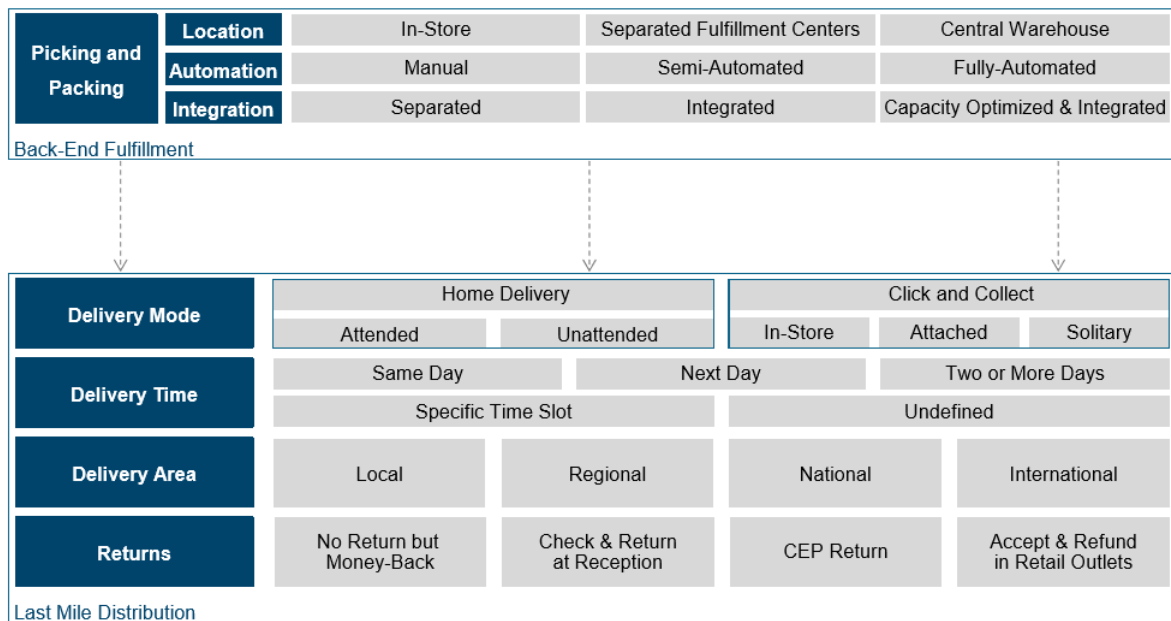 Picking and
Packing
Location
In-Store
Separated Fulfillment Centers
Central Warehouse
Automation
Manual
Semi-Automated
Fully-Automated
Integration
Separated
Integrated
Capacity Optimized & Integrated
Back-End Fulfillment
Delivery Mode
Home Delivery
Click and Collect
Attended
Unattended
In-Store
Attached
Solitary
Delivery Time
Same Day
Next Day
Two or More Days
Specific Time Slot
Undefined
Delivery Area
Local
Regional
National
International
Returns
No Return but
Money-Back
Check & Return
at Reception
CEP Return
Accept & Refund
in Retail Outlets
Last Mile Distribution